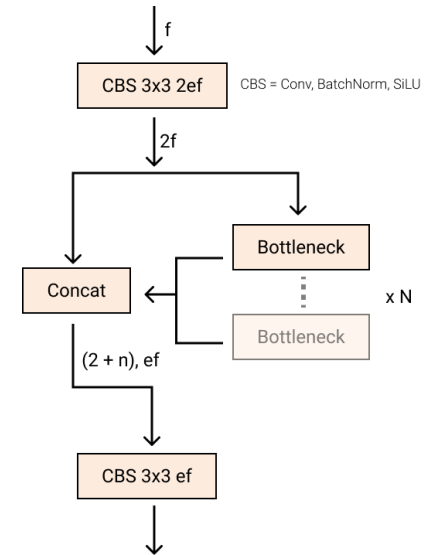 f
CBS 3x3 2ef
CBS = Conv, BatchNorm, SiLU
2f
Bottleneck
Concat
x N
Bottleneck
(2 + n), ef
CBS 3x3 ef